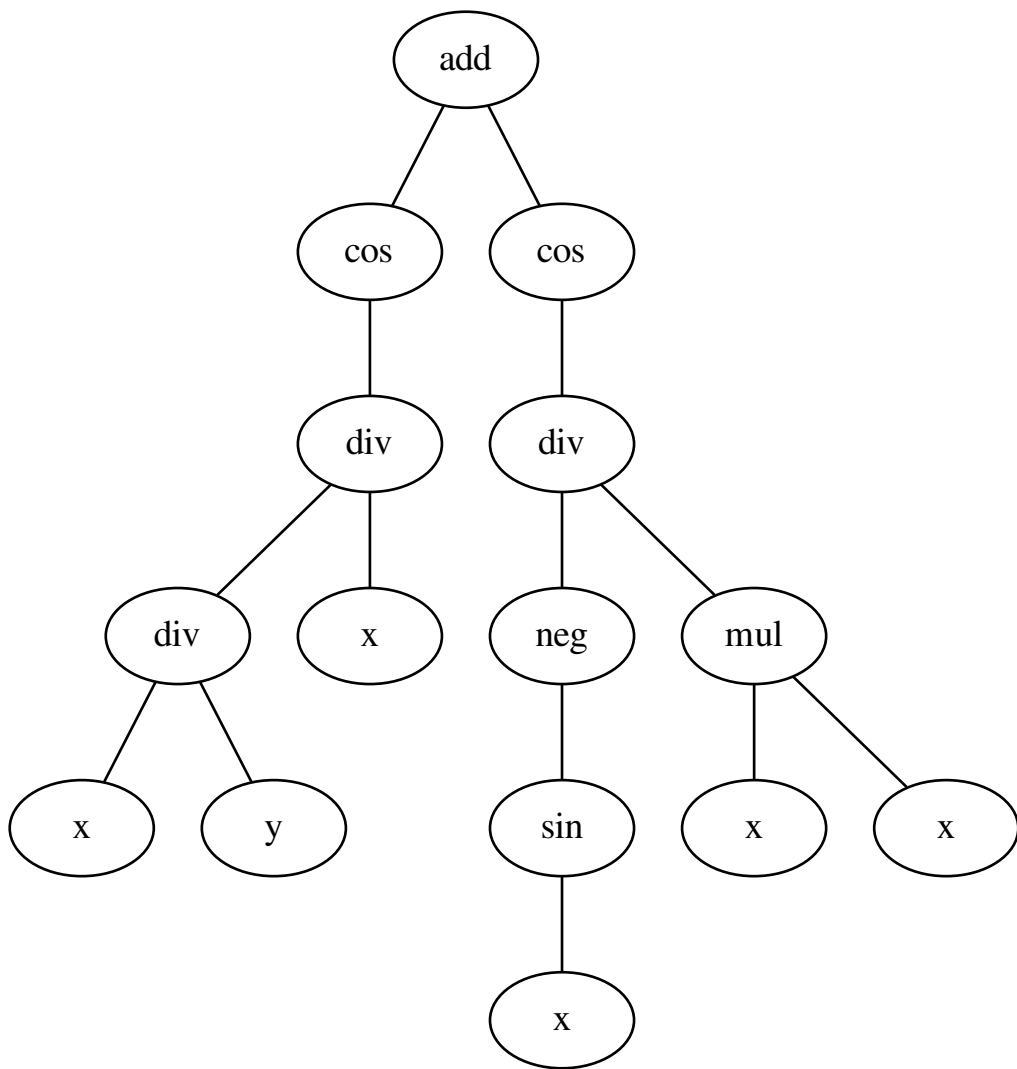 add
cos cos
div div
div x neg mul
x y sin x x
x